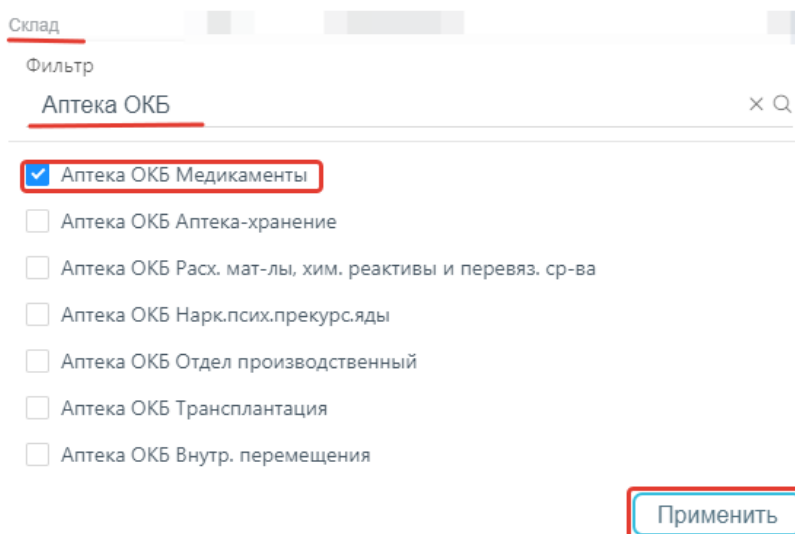 Склад
Фильтр
Аптека ОКБ
Аптека ОКБ Медикаменты
Аптека ОКБ Аптека-хранение
Аптека ОКБ Расх. мат-лы, хим. реактивы и перевяз. ср-ва
Аптека ОКБ Нарк.псих.прекурс.яды
Аптека ОКБ Отдел производственный
Аптека ОКБ Трансплантация
Аптека ОКБ Внутр. перемещения
Применить